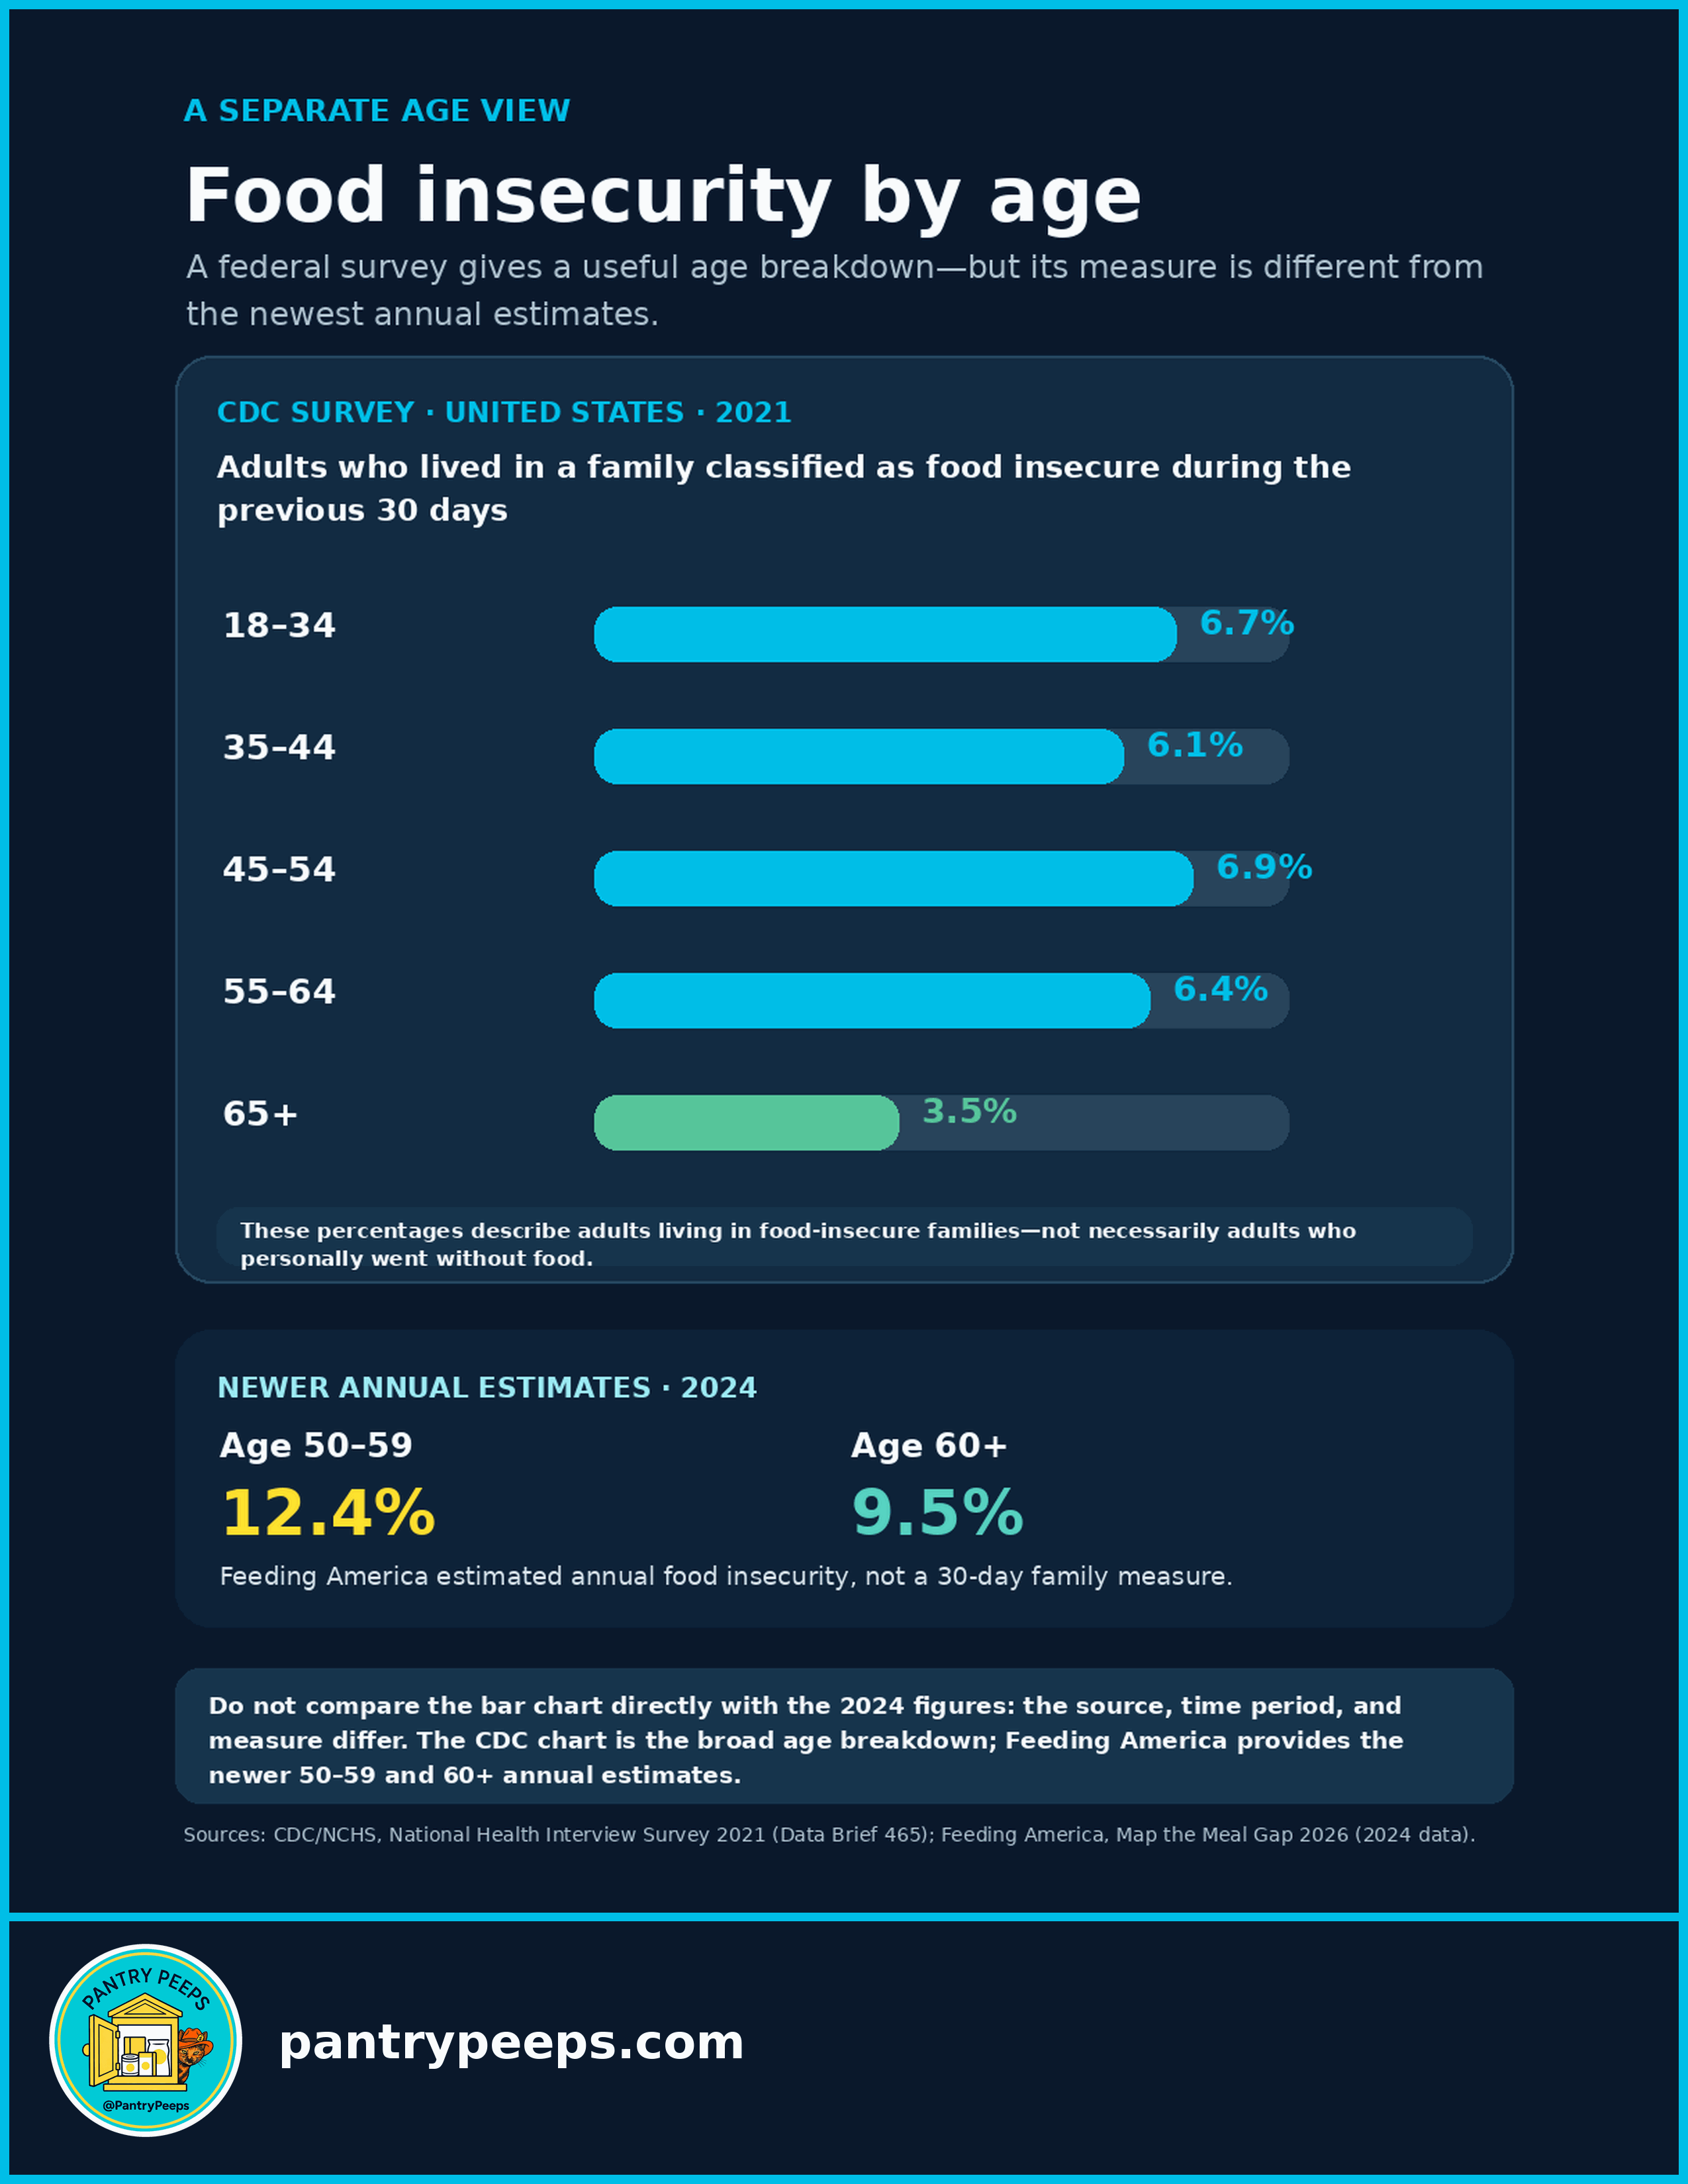 A SEPARATE AGE VIEW
Food insecurity by age
A federal survey gives a useful age breakdown—but its measure is different from
the newest annual estimates.
CDC SURVEY · UNITED STATES · 2021
Adults who lived in a family classified as food insecure during the
previous 30 days
18–34 6.7%
35–44 6.1%
45–54 6.9%
55–64 6.4%
65+ 3.5%
These percentages describe adults living in food-insecure families—not necessarily adults who
personally went without food.
NEWER ANNUAL ESTIMATES · 2024
Age 50–59 Age 60+
12.4% 9.5%
Feeding America estimated annual food insecurity, not a 30-day family measure.
Do not compare the bar chart directly with the 2024 figures: the source, time period, and
measure differ. The CDC chart is the broad age breakdown; Feeding America provides the
newer 50–59 and 60+ annual estimates.
Sources: CDC/NCHS, National Health Interview Survey 2021 (Data Brief 465); Feeding America, Map the Meal Gap 2026 (2024 data).
PANTRY PEEPS
@PantryPeeps
pantrypeeps.com